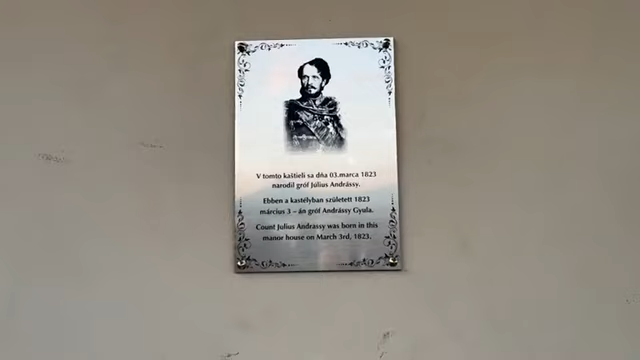 V tomto kaštieli sa dňa 03.marca 1823
narodil gróf Július Andrássy.
Ebben a kastélyban született 1823
március 3 – án gróf Andrássy Gyula.
Count Julius Andrassy was born in this
manor house on March 3rd, 1823.